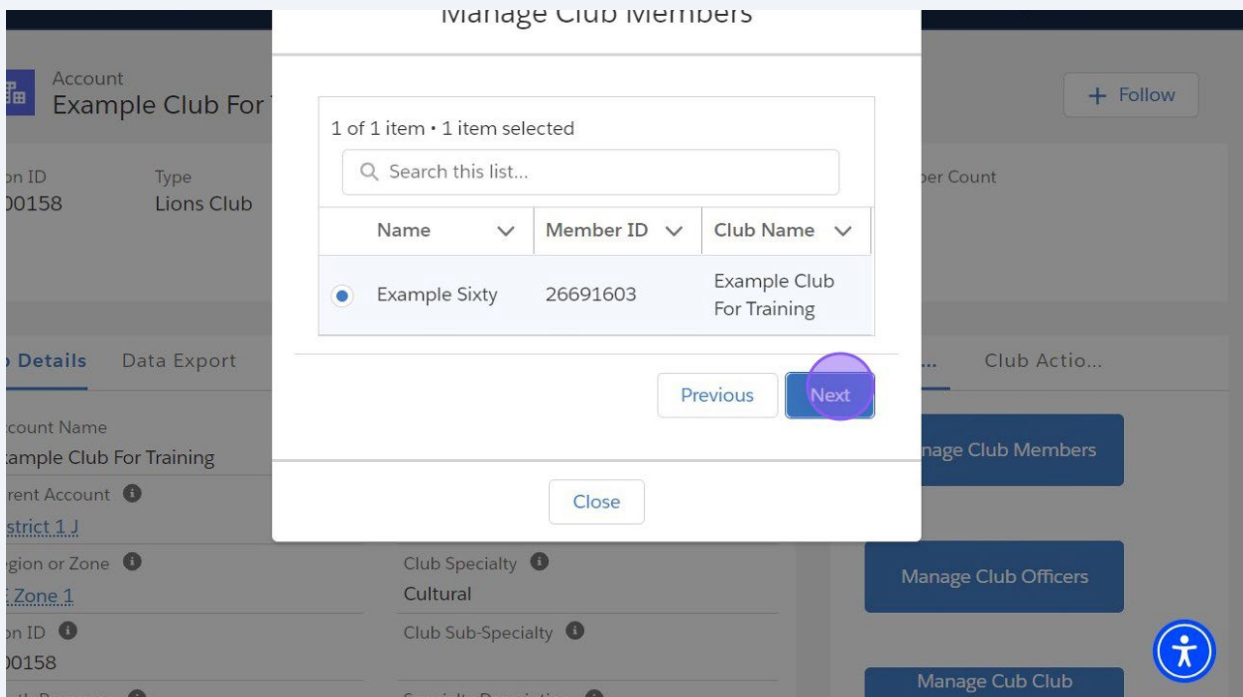 Manage Club Members
Account
Example Club For
+ Follow
1 of 1 item • 1 item selected
Search this list...
on ID
Type
00158
Lions Club
ber Count
Name
Member ID
Club Name
Example Sixty
26691603
Example Club
For Training
Details
Data Export
...
Club Actio...
Previous
Next
count Name
ample Club For Training
nage Club Members
rent Account
strict 1 J
Close
gion or Zone
Zone 1
Club Specialty
Cultural
Manage Club Officers
on ID
00158
Club Sub-Specialty
Manage Cub Club